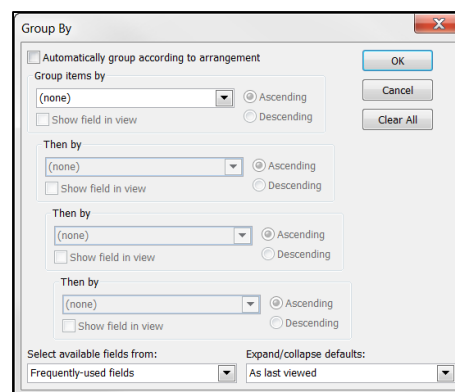 Group By
Automatically group according to arrangement
OK
Group items by
(none)
Ascending
Cancel
Show field in view
Descending
Clear All
Then by
(none)
Ascending
Show field in view
Descending
Then by
(none)
Ascending
Show field in view
Descending
Then by
(none)
Ascending
Show field in view
Descending
Select available fields from:
Expand/collapse defaults:
Frequently-used fields
As last viewed